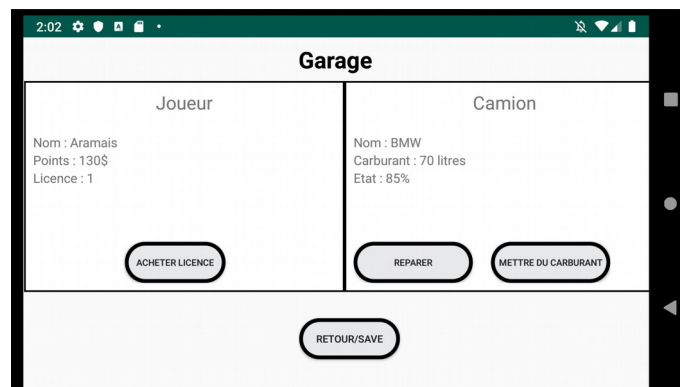 2:02
Garage
Joueur
Nom : Aramais
Points : 130$
Licence : 1
ACHETER LICENCE
Camion
Nom : BMW
Carburant : 70 litres
Etat : 85%
REPARER
METTRE DU CARBURANT
RETOUR/SAVE